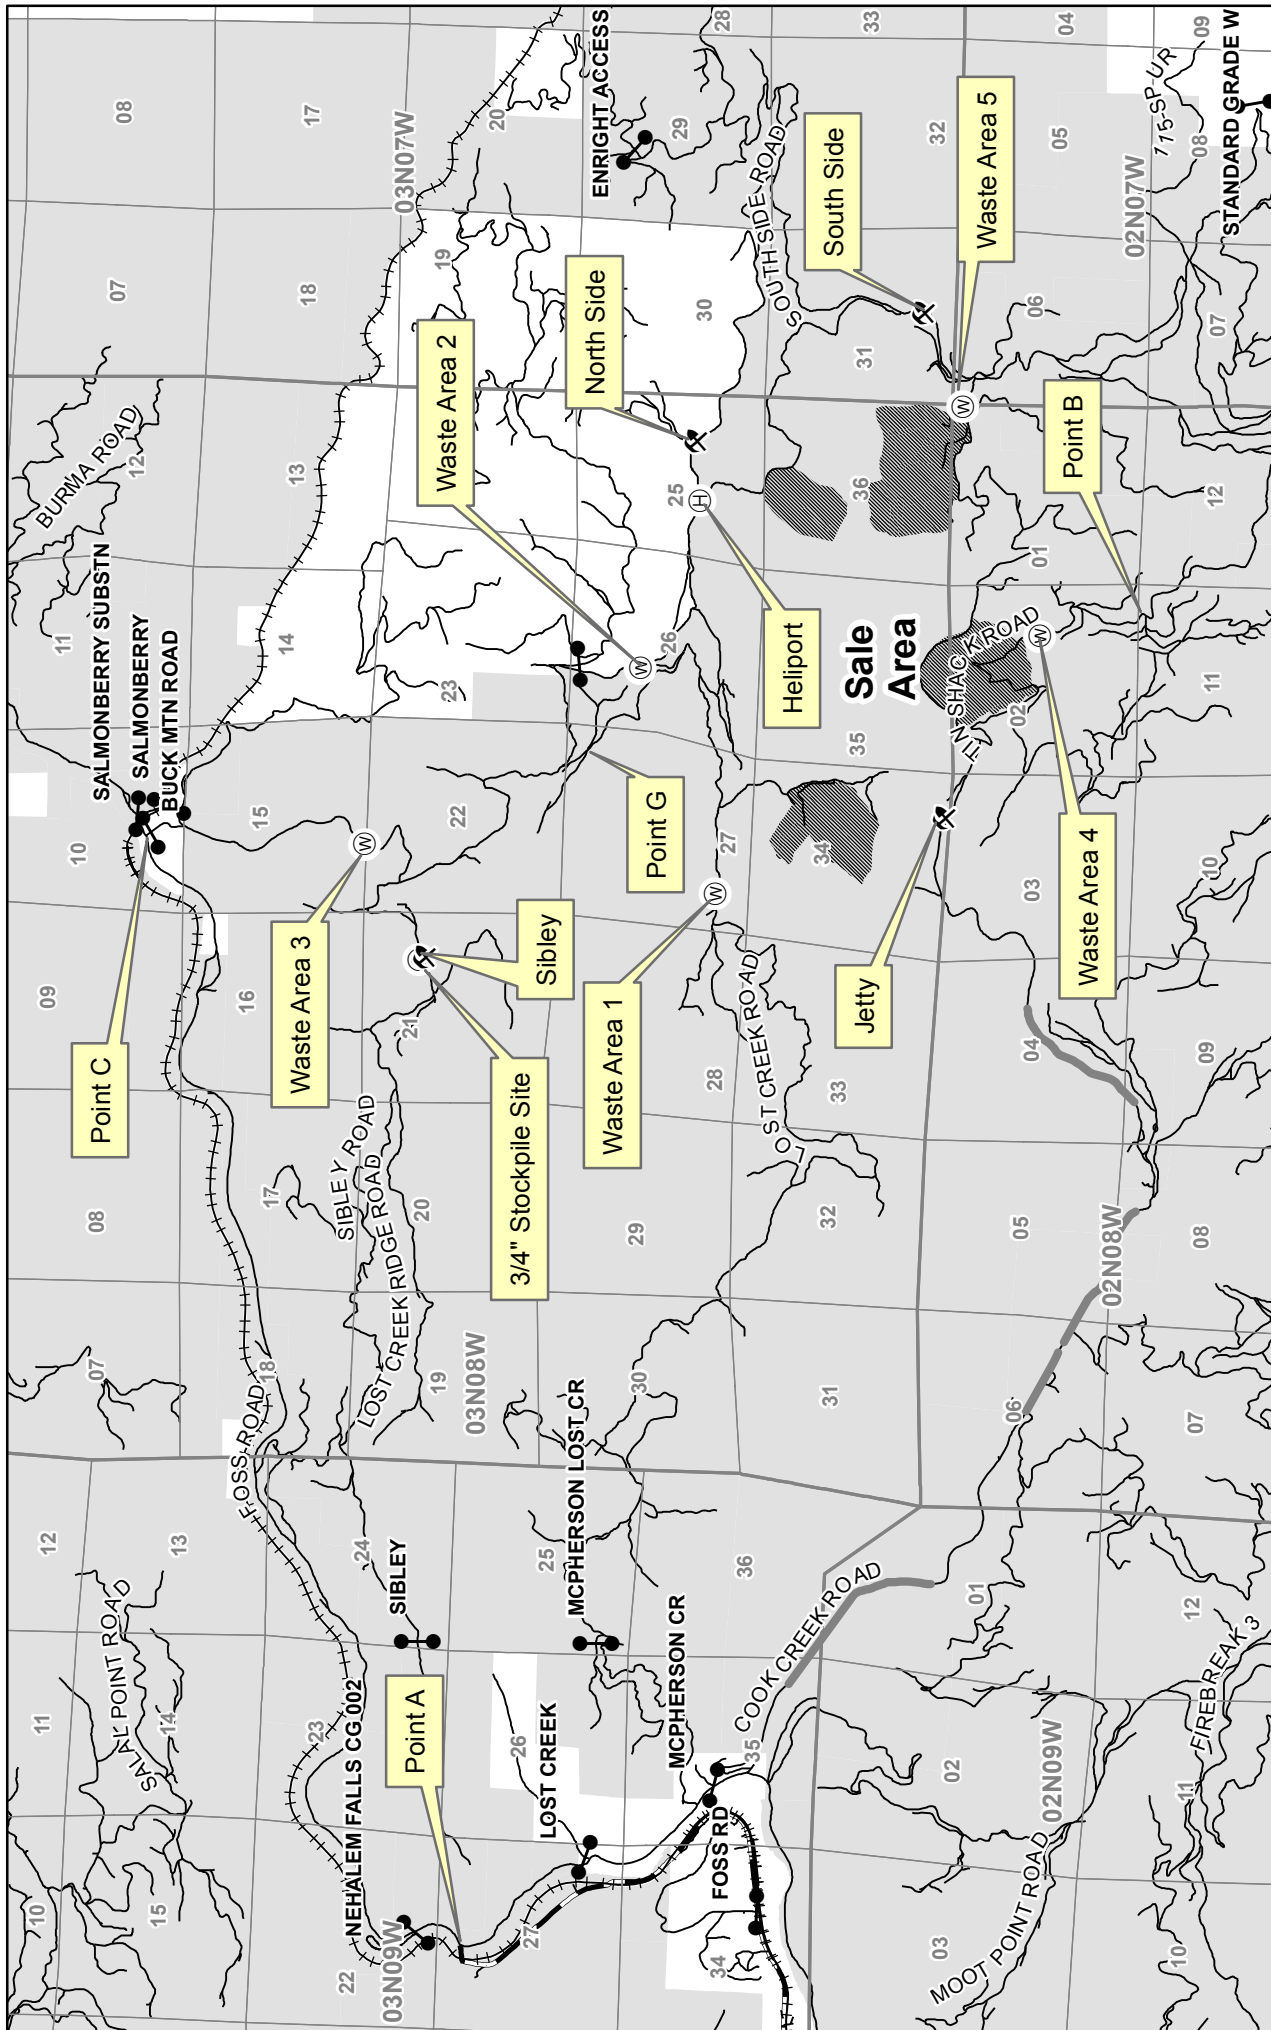 SALMONBERRY SUBSTN
SALMONBERRY
BUCK MTN ROAD
BURMA ROAD
ENRIGHT ACCESS
STANDARD GRADE W
115-SP-UR
SOUTH SIDE ROAD
TIN SHACK ROAD
LOST CREEK ROAD
SIBLEY ROAD
LOST CREEK RIDGE ROAD
FOSS ROAD
SALAL POINT ROAD
NEHALEM FALLS CG 002
SIBLEY
MCPHERSON LOST CR
MCPHERSON CR
LOST CREEK
FOSS RD
COOK CREEK ROAD
MOOT POINT ROAD
FIREBREAK 3
Sale
Area
Point A
Point B
Point C
Point G
Waste Area 1
Waste Area 2
Waste Area 3
Waste Area 4
Waste Area 5
North Side
South Side
Heliport
Jetty
Sibley
3/4" Stockpile Site
W
W
W
W
W
H
03N07W
08
17
20
28
29
33
32
07
18
19
30
31
02N07W
04
09
05
08
06
07
03N08W
12
13
11
14
23
26
25
36
35
10
15
22
27
34
09
16
21
28
33
08
17
20
29
32
07
18
19
30
31
02N08W
01
12
02
11
03
10
04
09
05
08
06
07
03N09W
12
13
24
25
36
11
14
23
26
35
10
15
22
27
34
02N09W
01
12
02
11
03
10